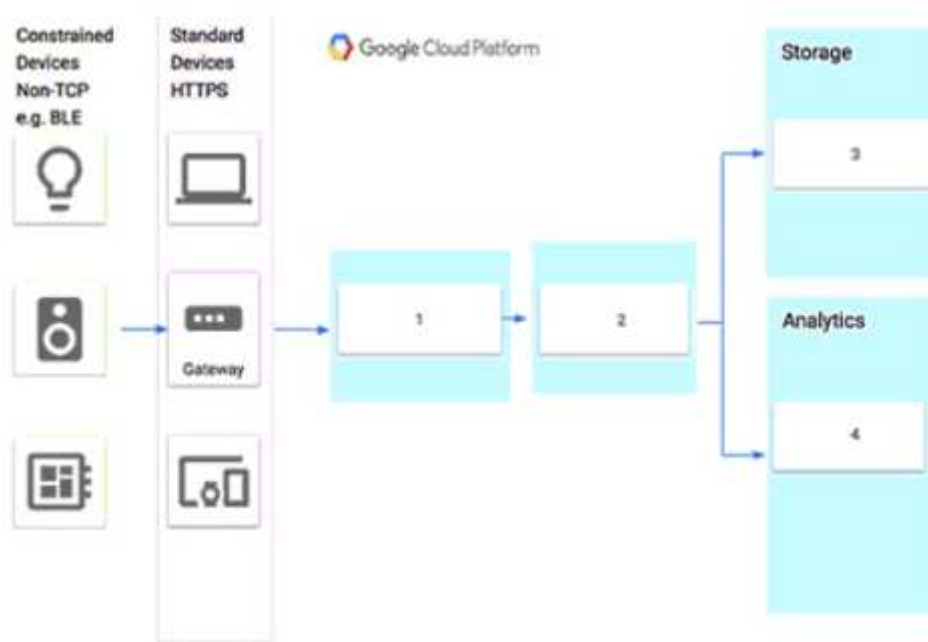 Constrained
Devices
Non-TCP
e.g. BLE
Standard
Devices
HTTPS
Gateway
Google Cloud Platform
1
2
Storage
3
Analytics
4